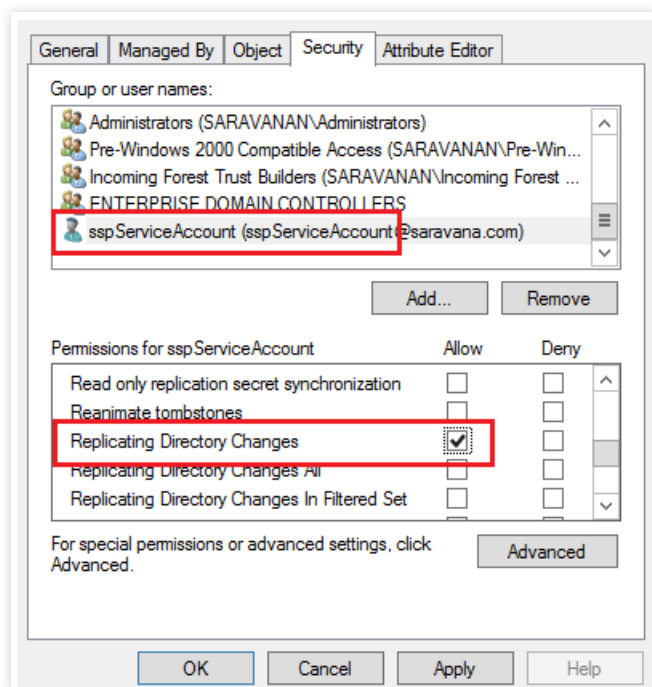 General Managed By Object Security Attribute Editor
Group or user names:
Administrators (SARAVANAN\Administrators)
Pre-Windows 2000 Compatible Access (SARAVANAN\Pre-Win...
Incoming Forest Trust Builders (SARAVANAN\Incoming Forest ...
ENTERPRISE DOMAIN CONTROLLERS
sspServiceAccount (sspServiceAccount@saravana.com)
Add... Remove
Permissions for sspServiceAccount Allow Deny
Read only replication secret synchronization
Reanimate tombstones
Replicating Directory Changes
Replicating Directory Changes All
Replicating Directory Changes In Filtered Set
For special permissions or advanced settings, click
Advanced.
Advanced
OK Cancel Apply Help